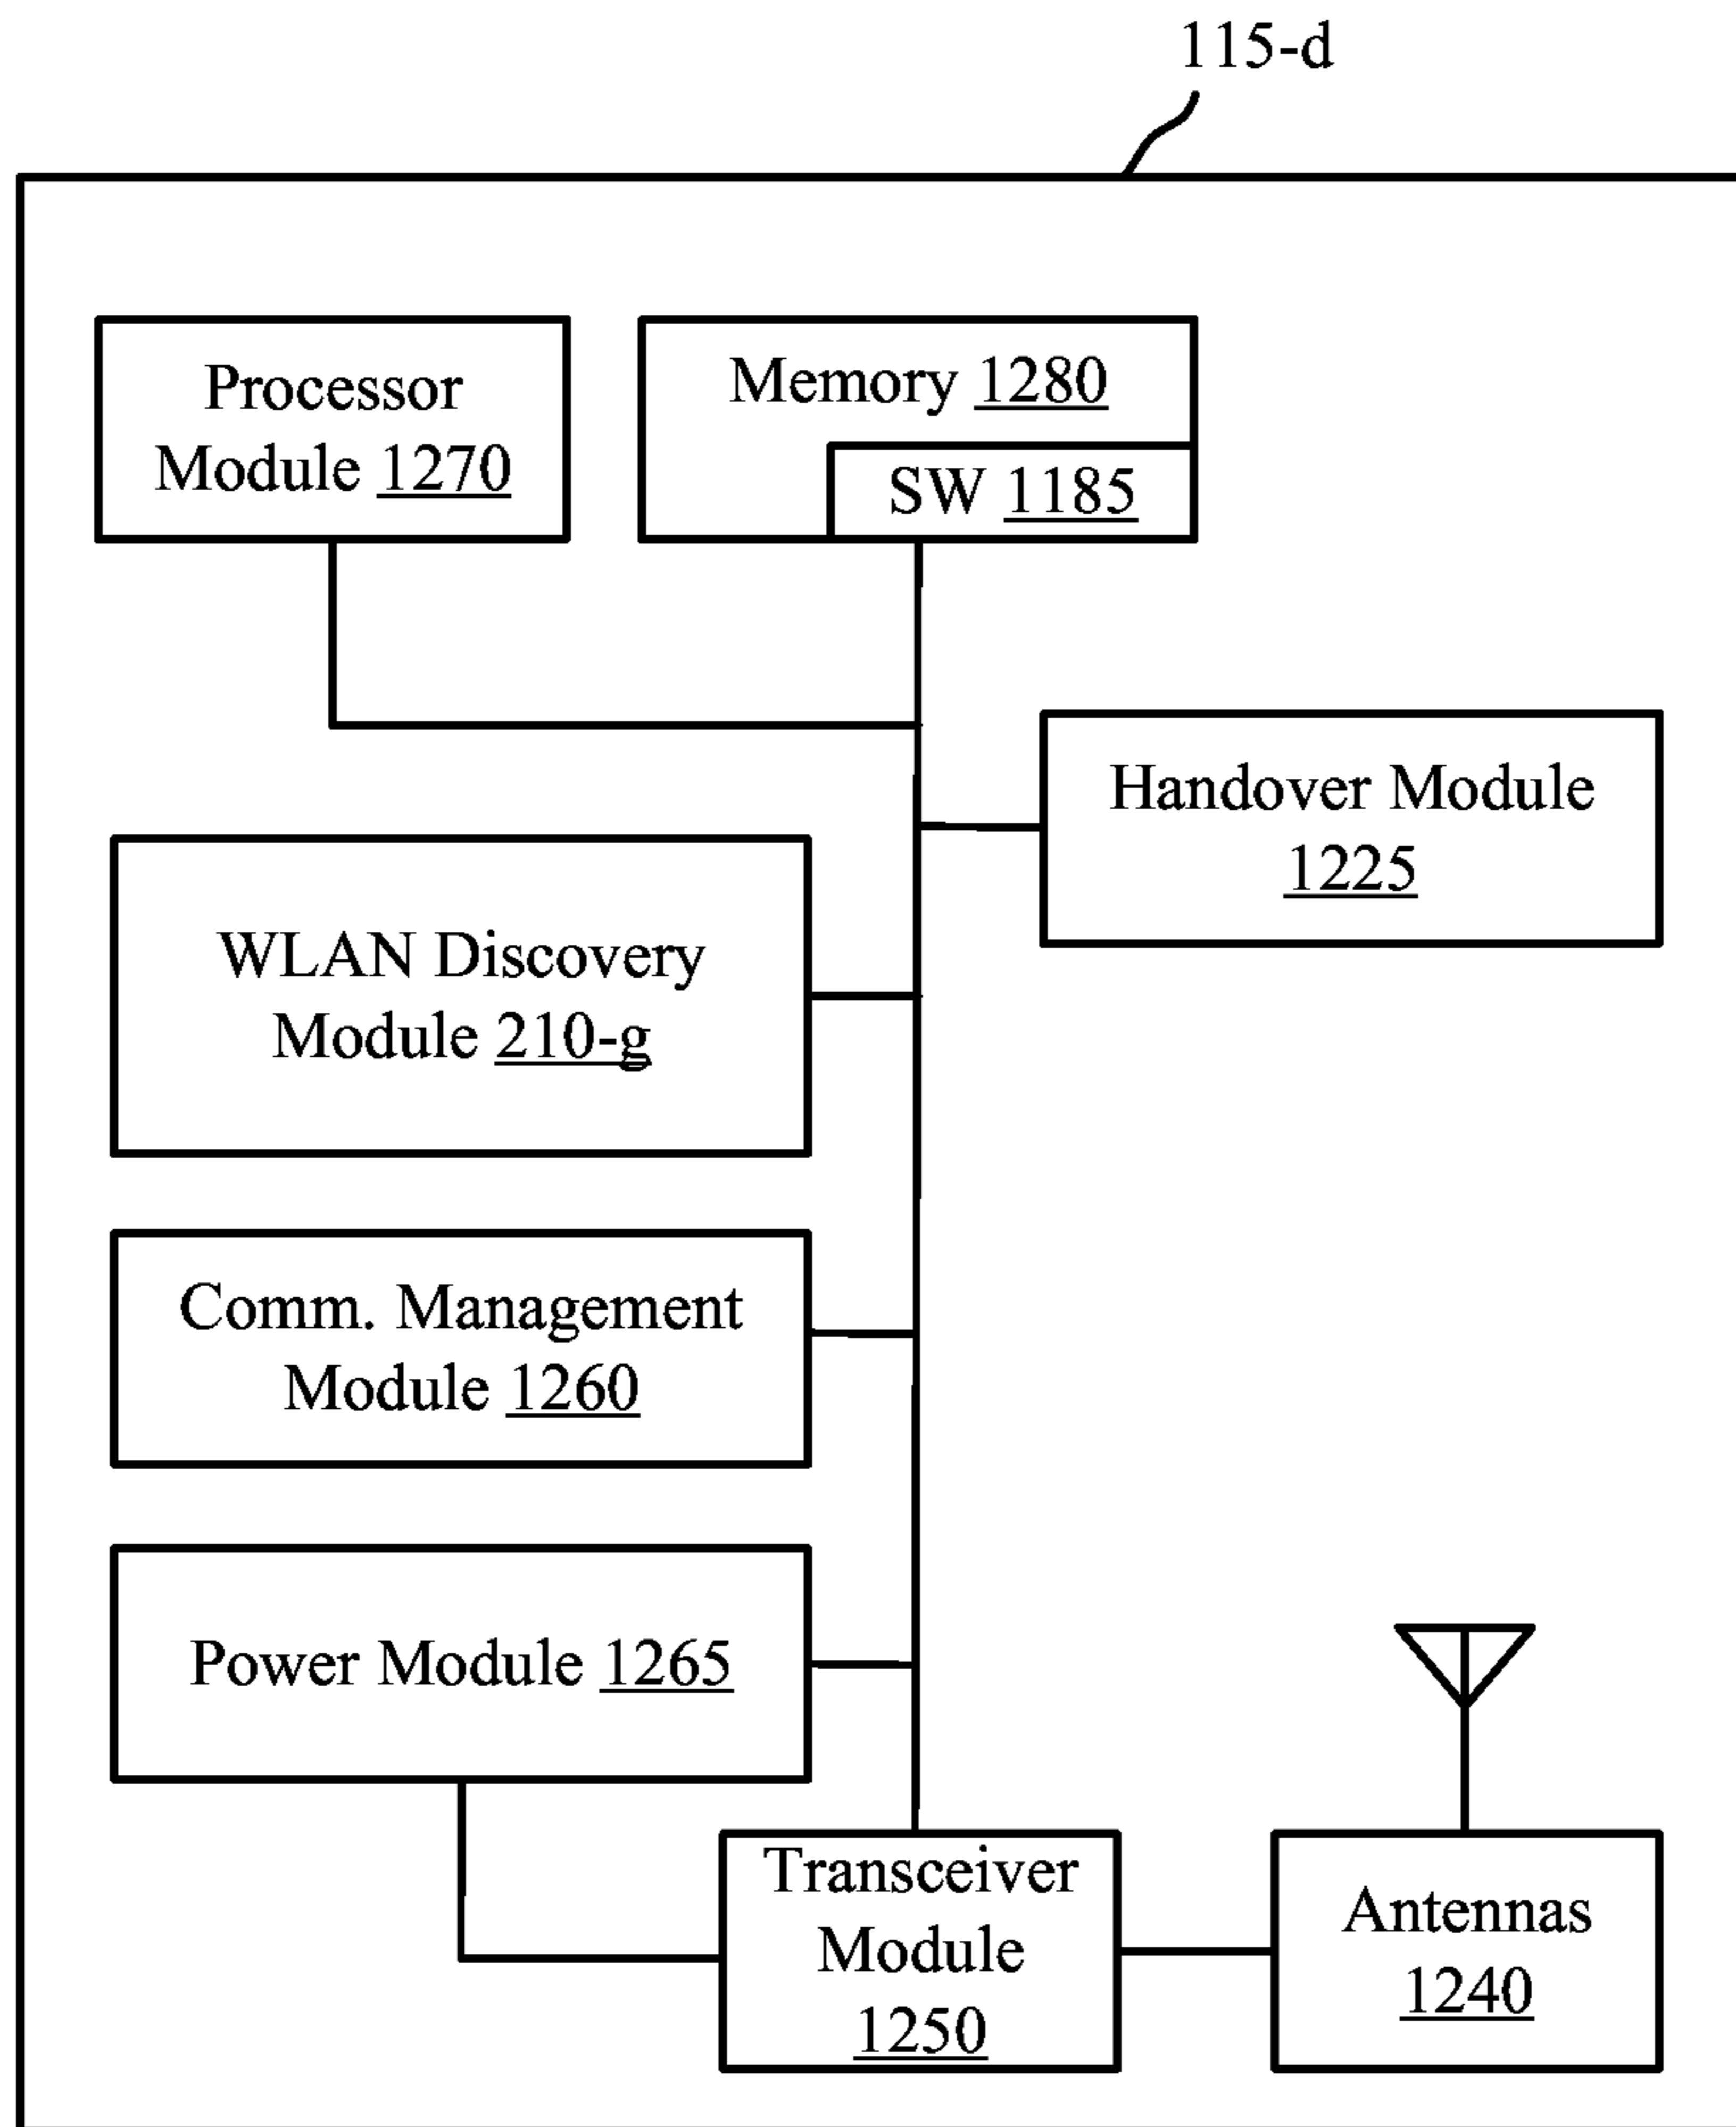 115-d
Processor
Module 1270
Memory 1280
SW 1185
Handover Module
1225
WLAN Discovery
Module 210-g
Comm. Management
Module 1260
Power Module 1265
Transceiver
Module
1250
Antennas
1240